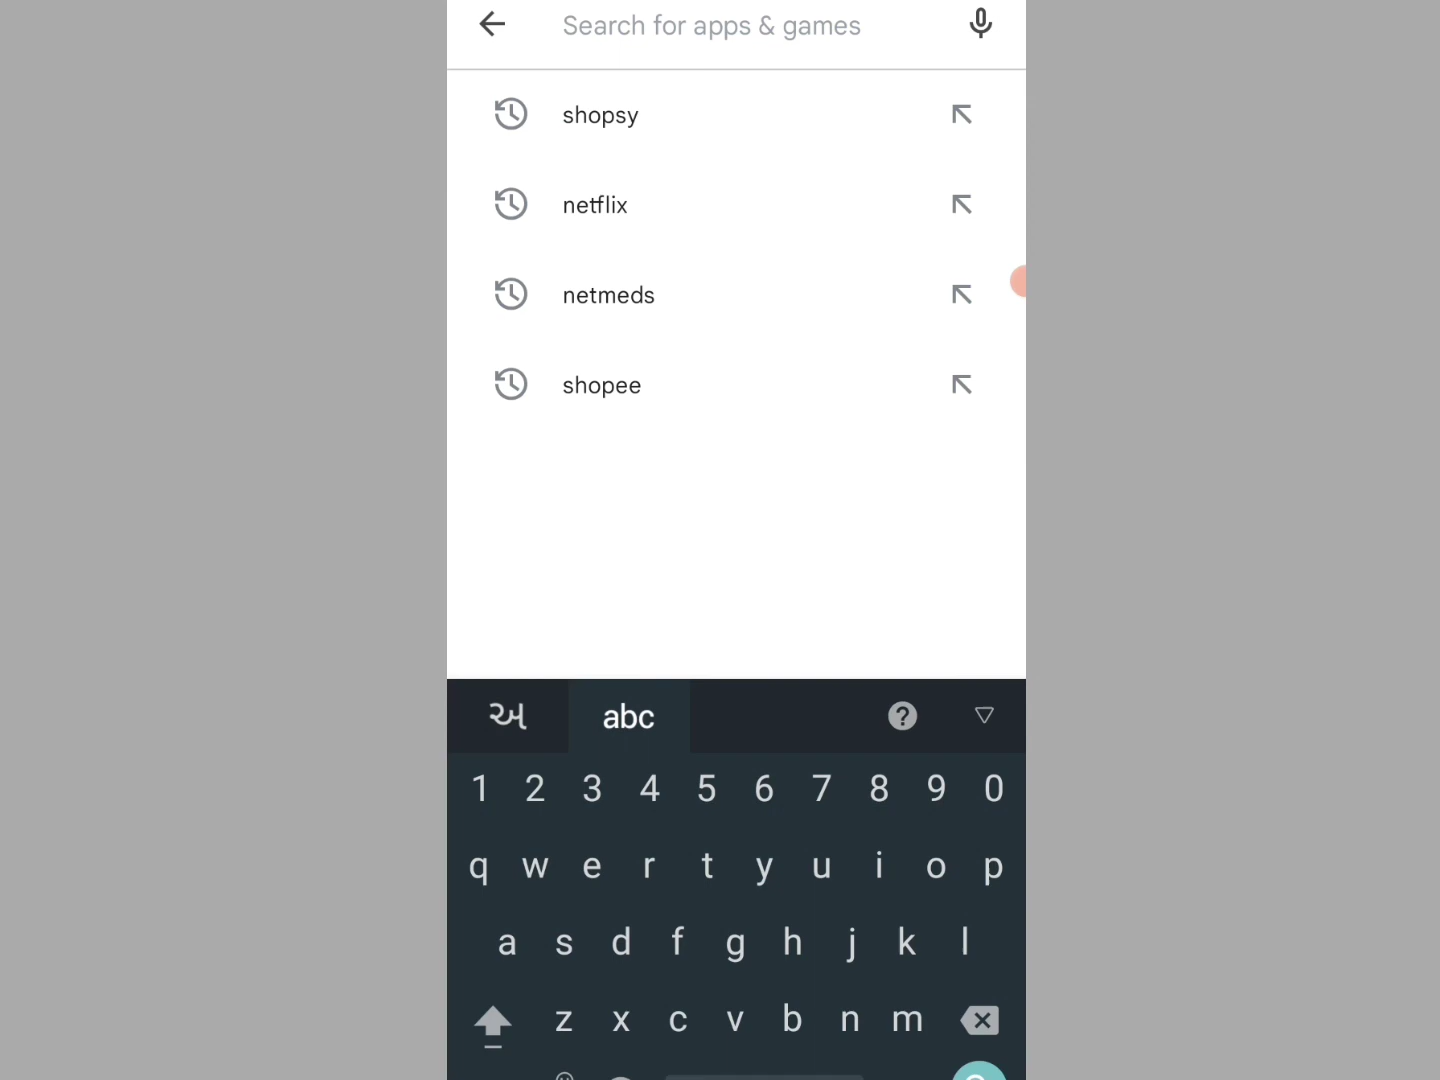 Search for apps & games
shopsy
netflix
netmeds
shopee
અ abc ?
1 2 3 4 5 6 7 8 9 0
q w e r t y u i o p
a s d f g h j k l
z x c v b n m